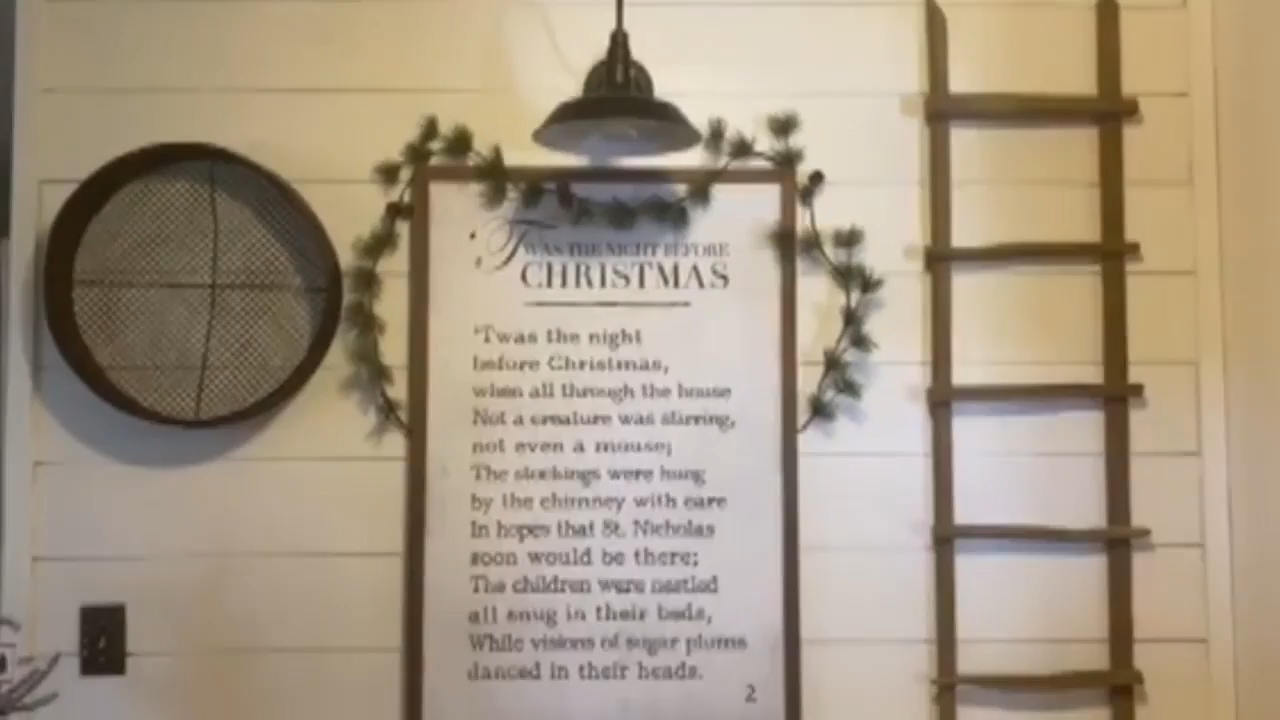 'Twas the Night Before
CHRISTMAS
'Twas the night
before Christmas,
when all through the house
Not a creature was stirring,
not even a mouse;
The stockings were hung
by the chimney with care
In hopes that St. Nicholas
soon would be there;
The children were nestled
all snug in their beds,
While visions of sugar plums
danced in their heads.
2